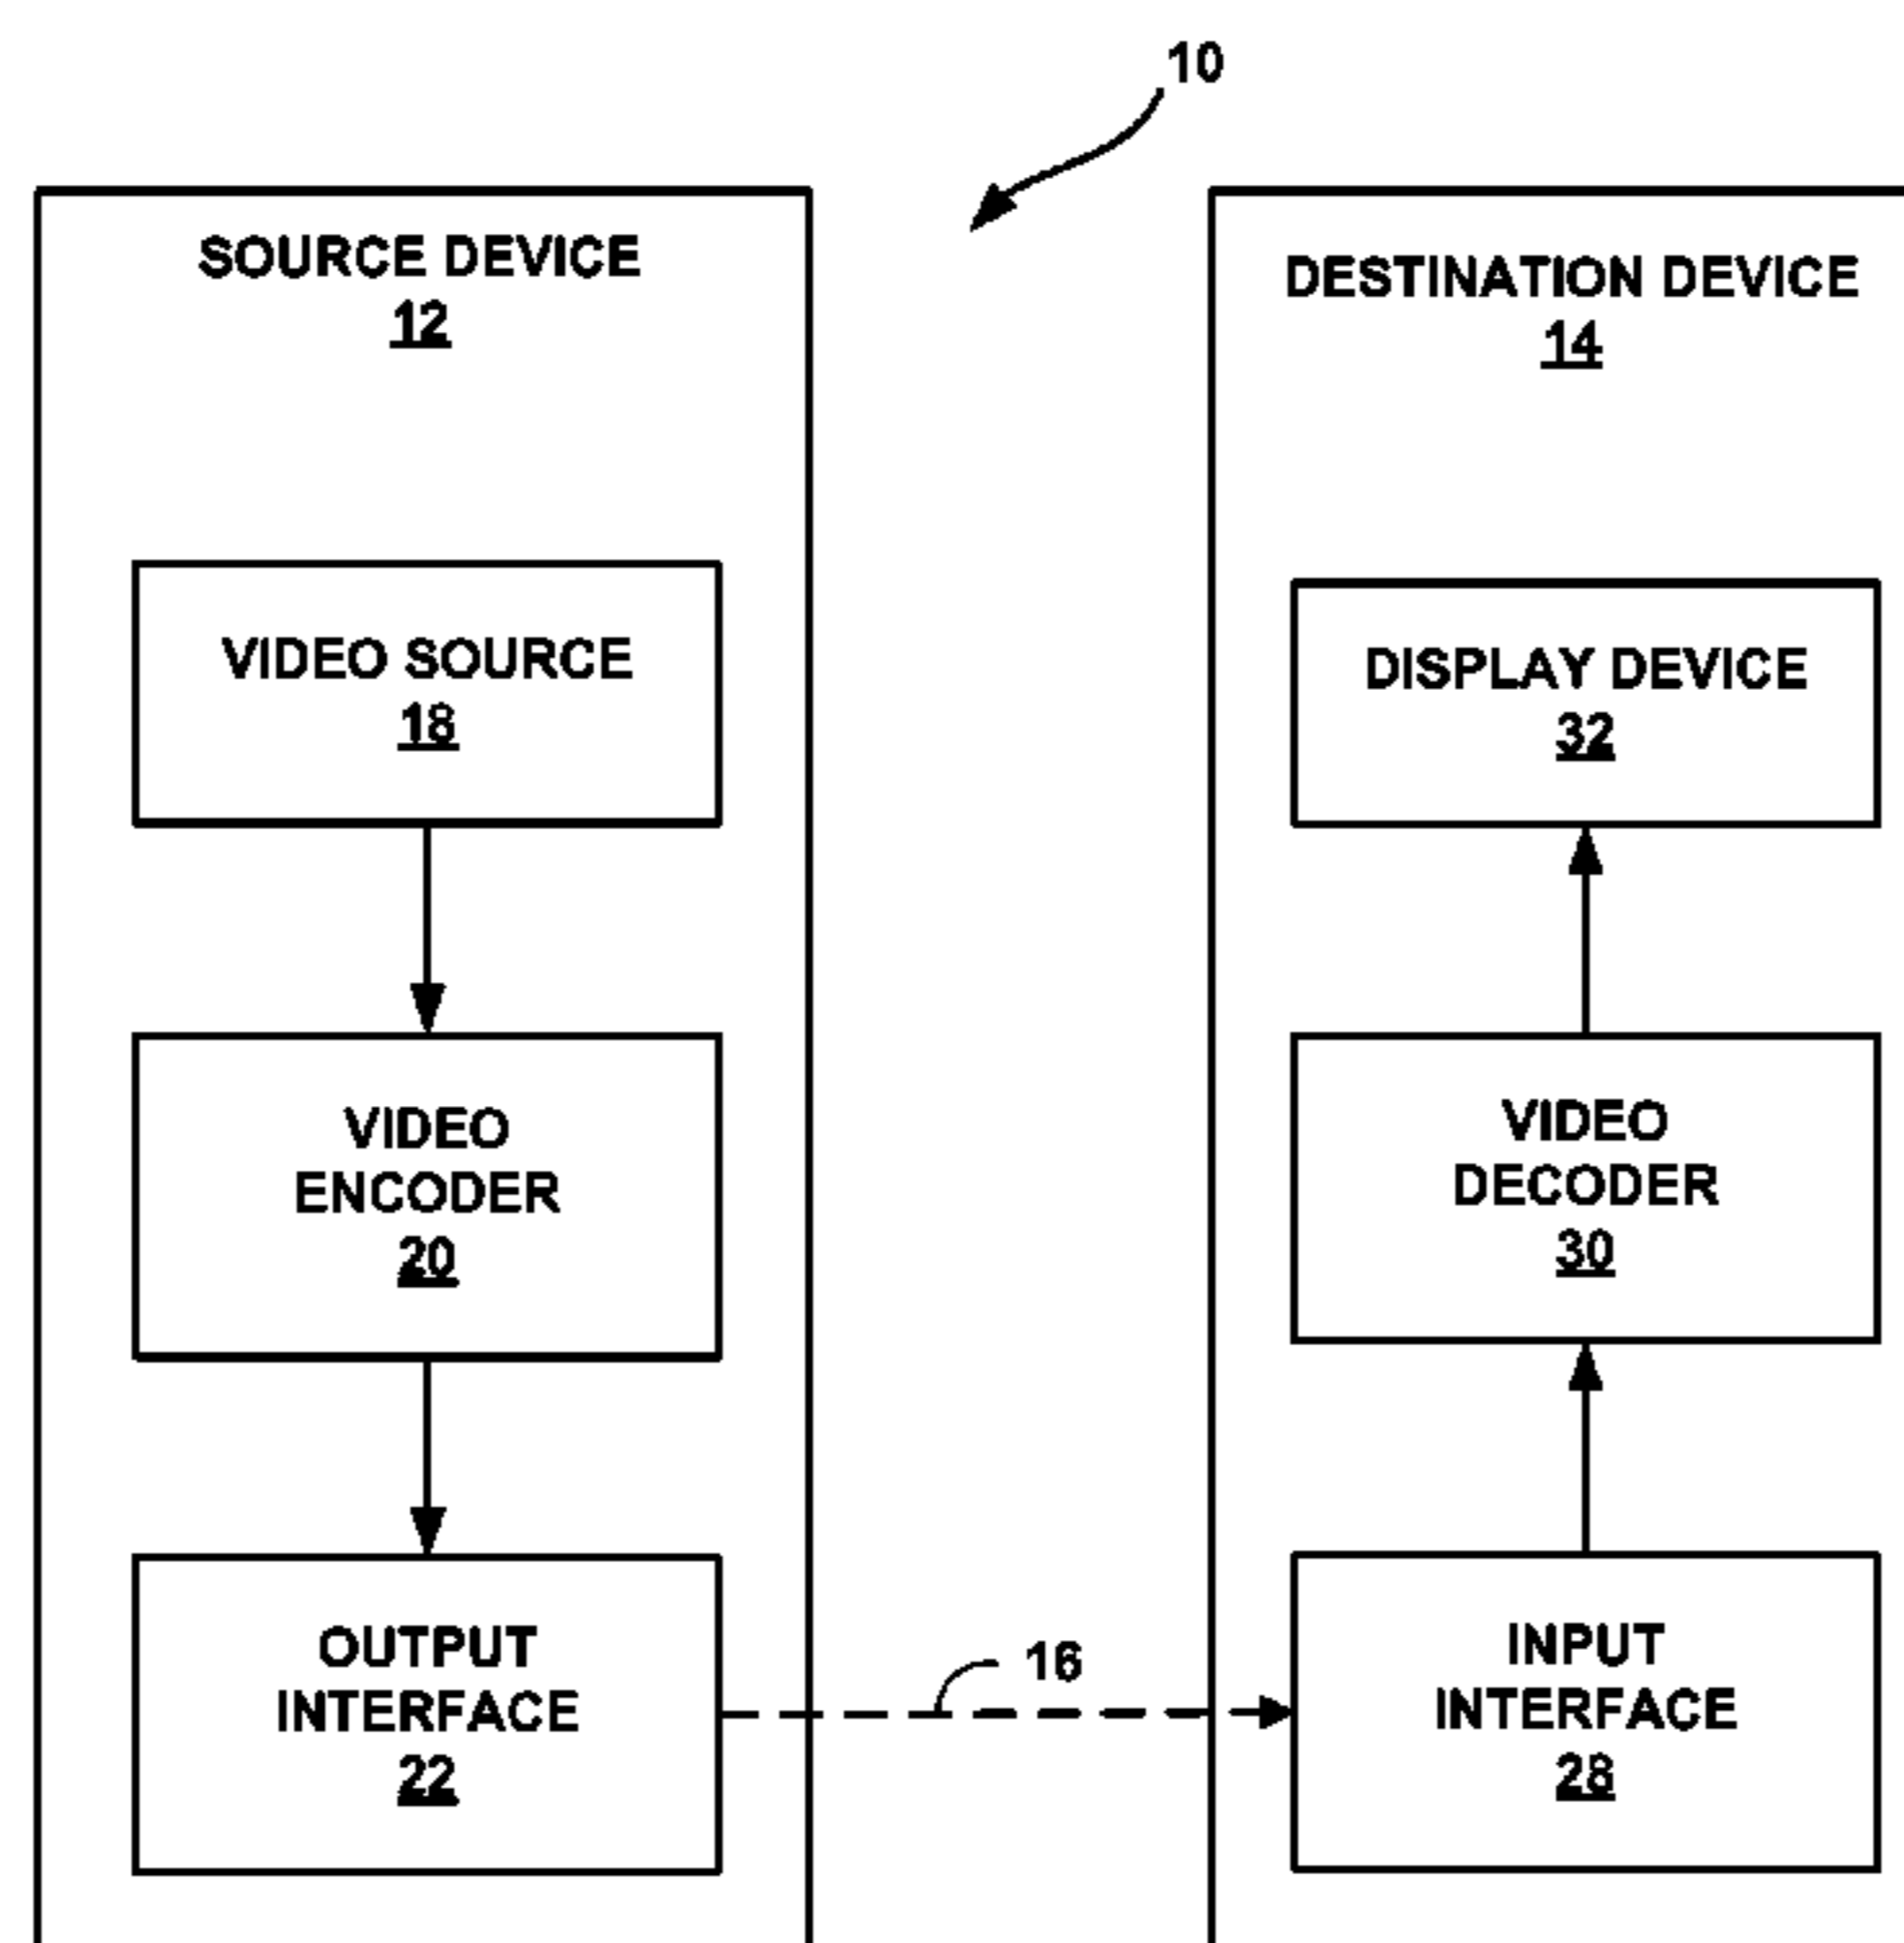 10
SOURCE DEVICE
12
VIDEO SOURCE
18
VIDEO
ENCODER
20
OUTPUT
INTERFACE
22
16
DESTINATION DEVICE
14
DISPLAY DEVICE
32
VIDEO
DECODER
30
INPUT
INTERFACE
28